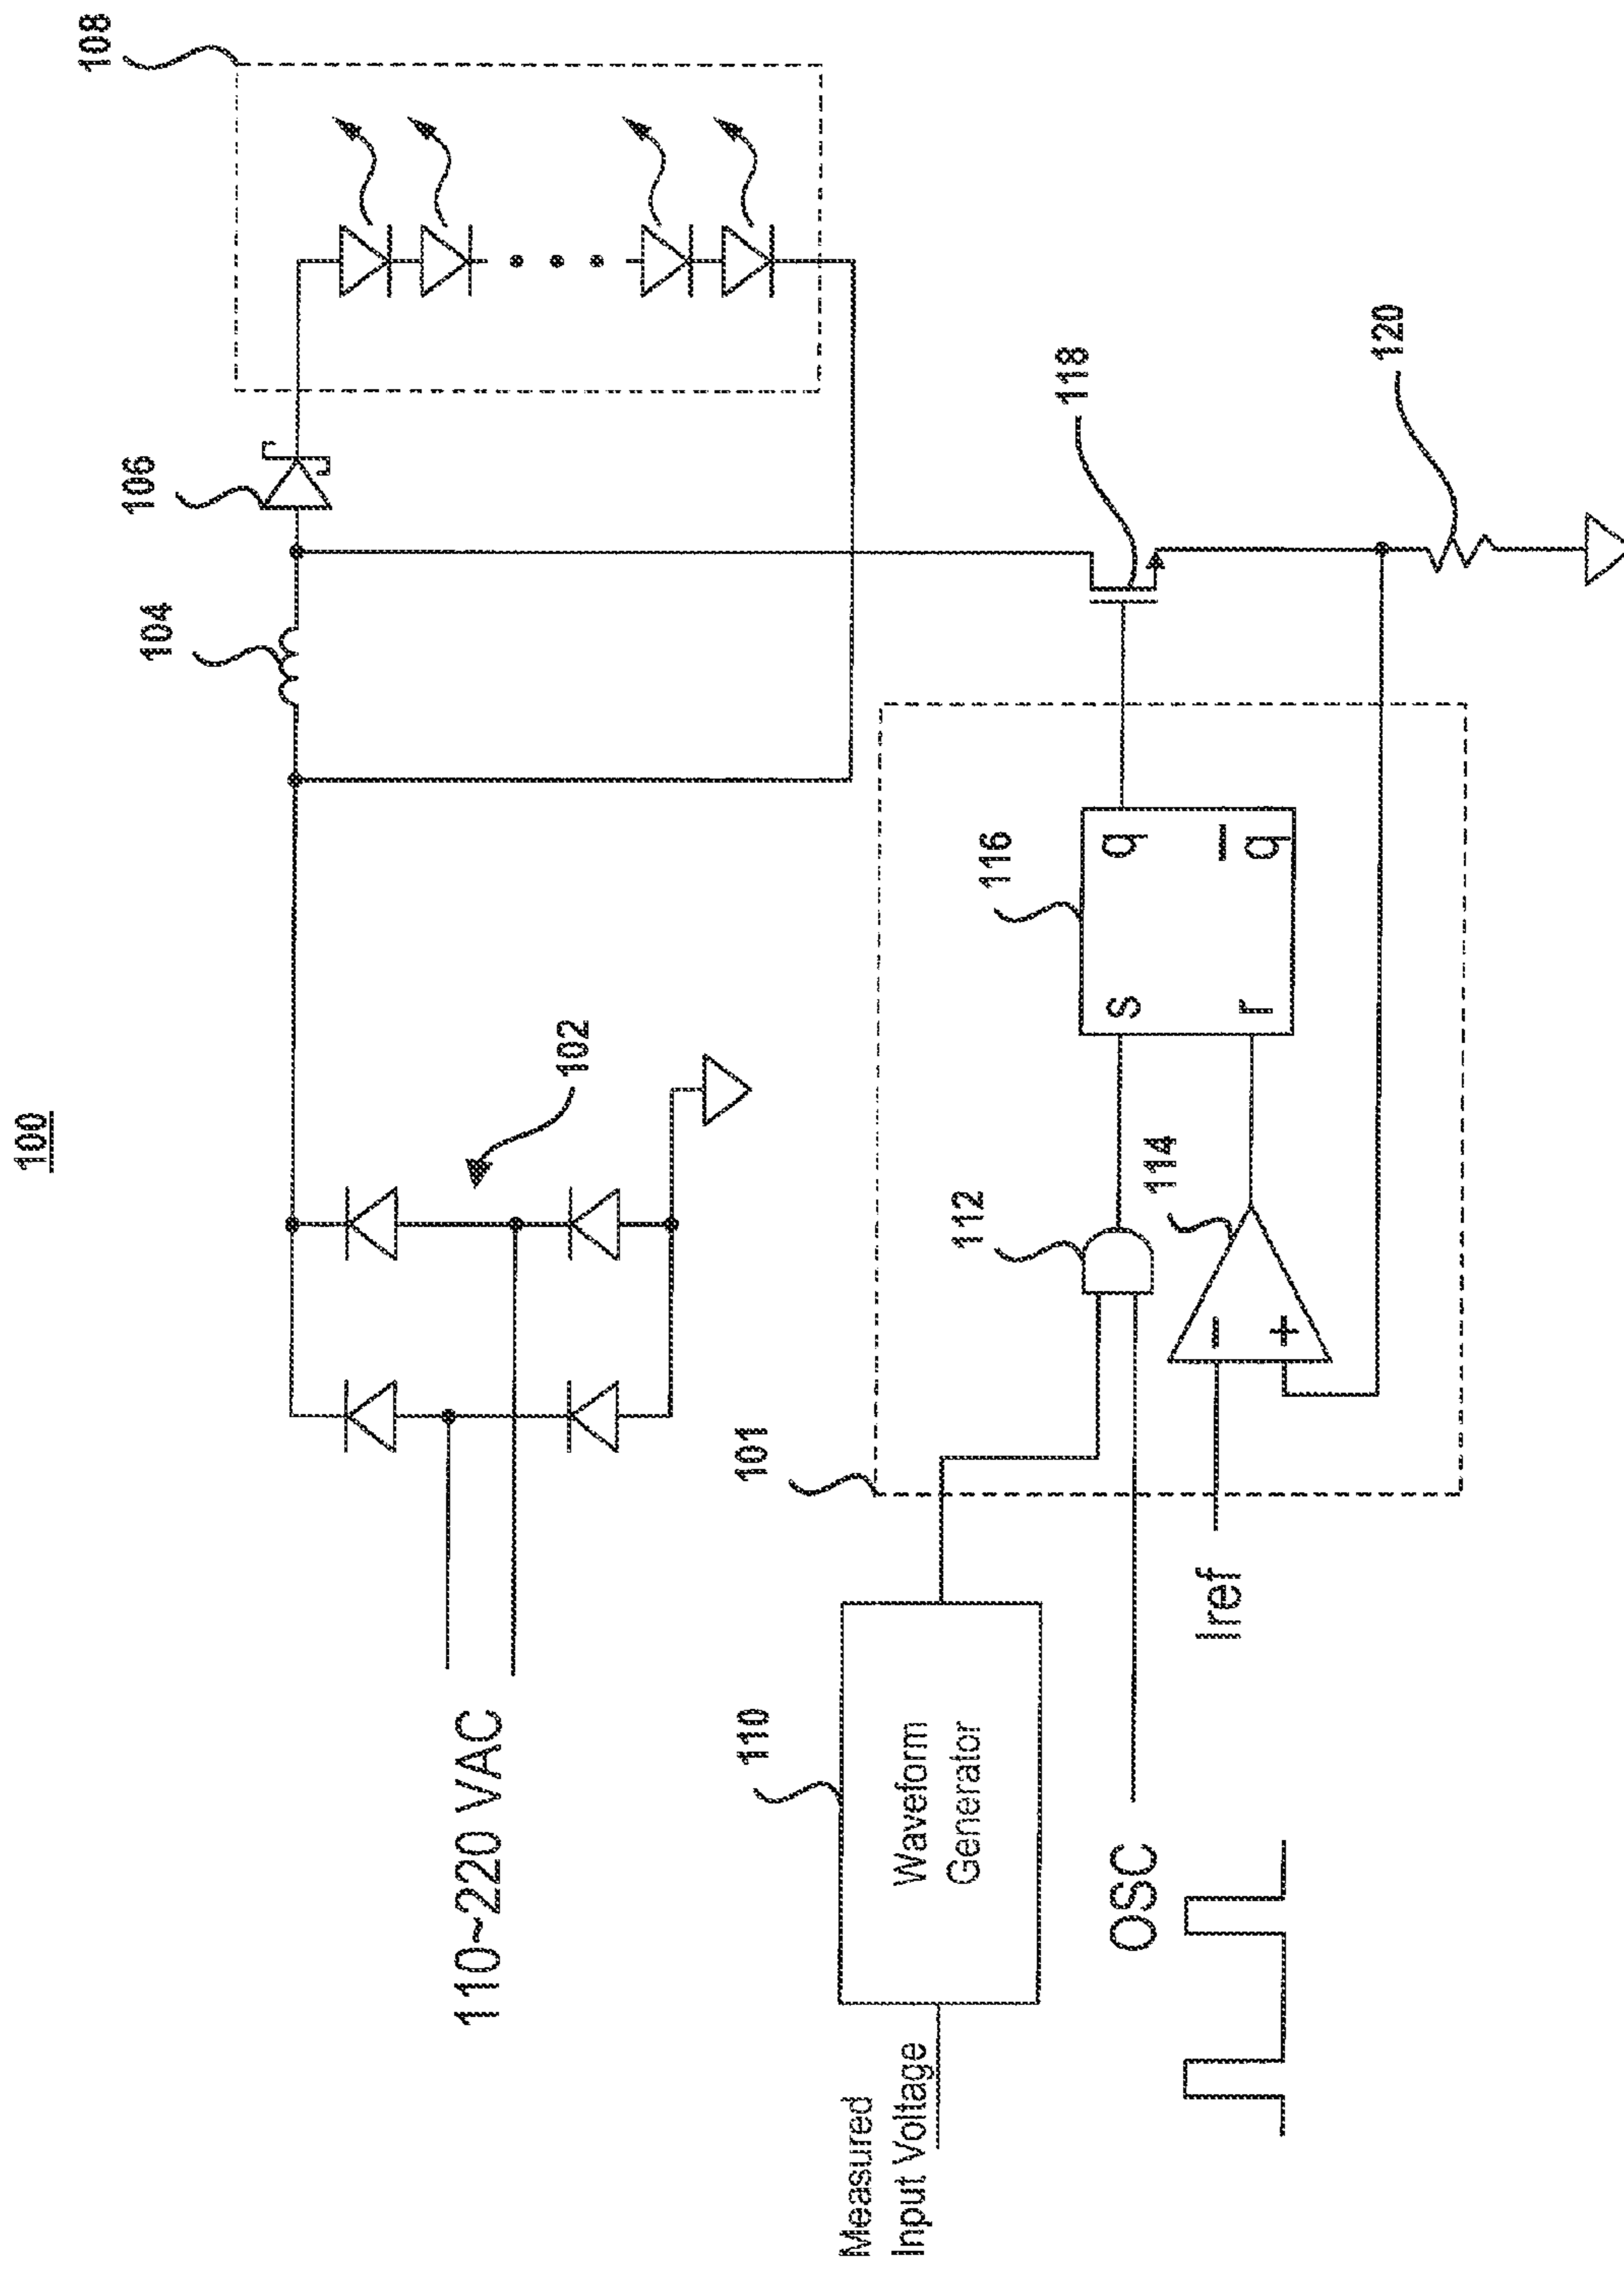 100
108
106
104
102
110~220 VAC
118
120
101
116
s
q
r
q
112
114
−
+
110
Waveform
Generator
Measured
Input Voltage
OSC
Iref